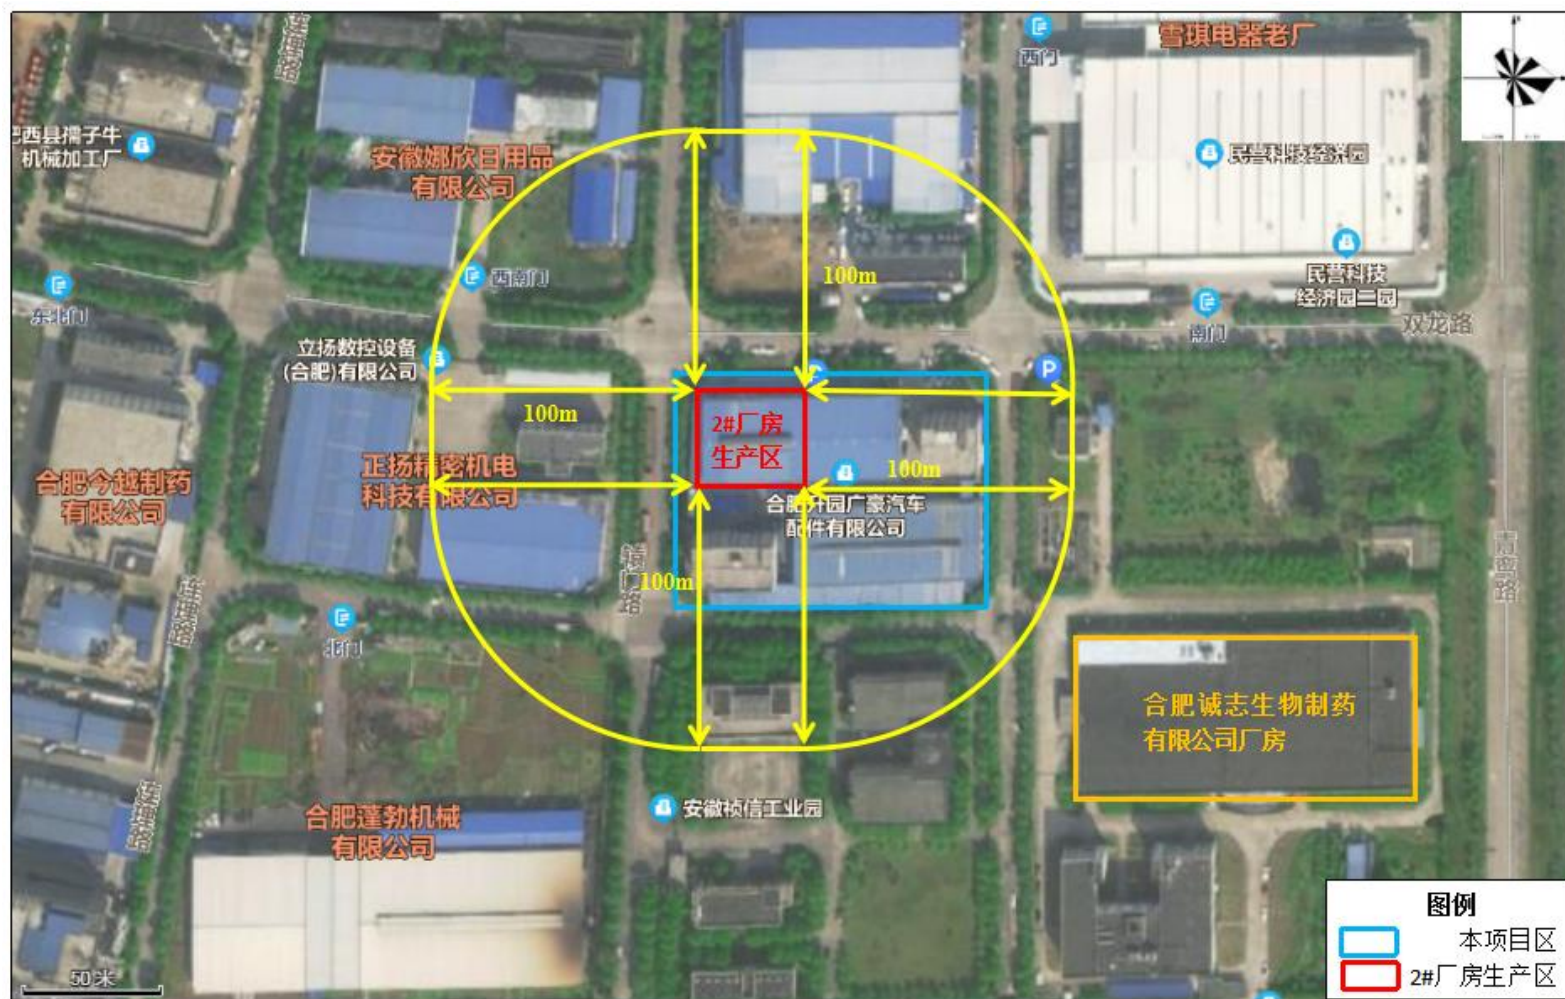 雪琪电器老厂
西门
肥西县孺子牛
机械加工厂
安徽娜欣日用品
有限公司
民营科技经济园
西南门
100m
民营科技
经济园二园
东北门
南门
双龙路
立扬数控设备
(合肥)有限公司
P
100m
2#厂房
生产区
100m
正扬精密机电
科技有限公司
合肥今越制药
有限公司
合肥升园广豪汽车
配件有限公司
100m
北门
合肥诚志生物制药
有限公司厂房
安徽桢信工业园
合肥蓬勃机械
有限公司
图例
本项目区
2#厂房生产区
50 米